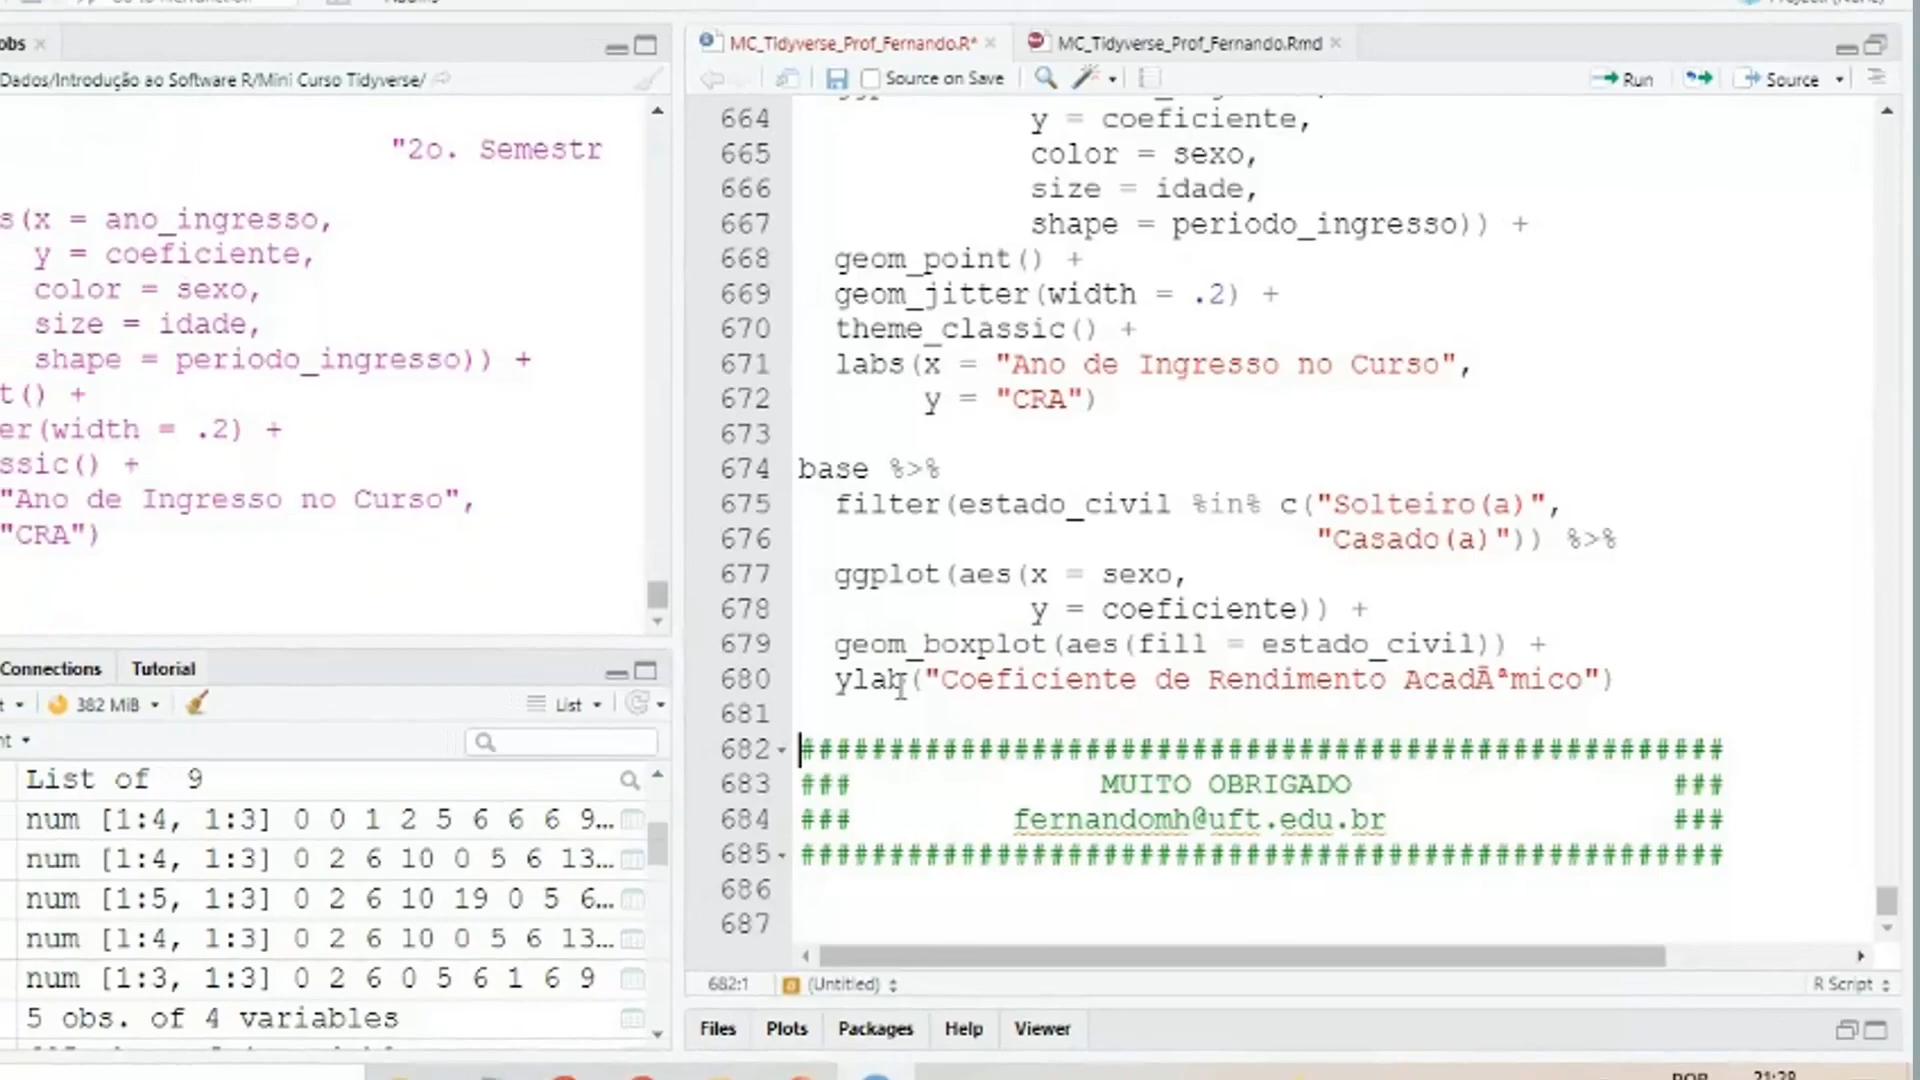 obs
Dados/Introdução ao Software R/Mini Curso Tidyverse/
"2o. Semestr
s(x = ano_ingresso,
y = coeficiente,
color = sexo,
size = idade,
shape = periodo_ingresso)) +
t() +
er(width = .2) +
ssic() +
"Ano de Ingresso no Curso",
"CRA")
Connections Tutorial
382 MiB
List
List of 9
num [1:4, 1:3] 0 0 1 2 5 6 6 6 9...
num [1:4, 1:3] 0 2 6 10 0 5 6 13...
num [1:5, 1:3] 0 2 6 10 19 0 5 6...
num [1:4, 1:3] 0 2 6 10 0 5 6 13...
num [1:3, 1:3] 0 2 6 0 5 6 1 6 9
5 obs. of 4 variables
MC_Tidyverse_Prof_Fernando.R* MC_Tidyverse_Prof_Fernando.Rmd
Source on Save Run Source
664 y = coeficiente,
665 color = sexo,
666 size = idade,
667 shape = periodo_ingresso)) +
668 geom_point() +
669 geom_jitter(width = .2) +
670 theme_classic() +
671 labs(x = "Ano de Ingresso no Curso",
672 y = "CRA")
673
674 base %>%
675 filter(estado_civil %in% c("Solteiro(a)",
676 "Casado(a)")) %>%
677 ggplot(aes(x = sexo,
678 y = coeficiente)) +
679 geom_boxplot(aes(fill = estado_civil)) +
680 ylab("Coeficiente de Rendimento AcadÃªmico")
681
682 ####################################################
683 ### MUITO OBRIGADO ###
684 ### fernandomh@uft.edu.br ###
685 ####################################################
686
687
682:1 (Untitled) R Script
Files Plots Packages Help Viewer